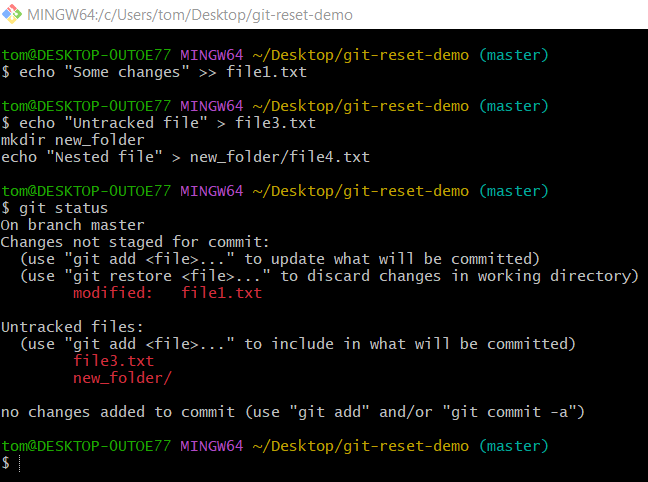 MINGW64:/c/Users/tom/Desktop/git-reset-demo
tom@DESKTOP-OUTOE77 MINGW64 ~/Desktop/git-reset-demo (master)
$ echo "Some changes" >> file1.txt
tom@DESKTOP-OUTOE77 MINGW64 ~/Desktop/git-reset-demo (master)
$ echo "Untracked file" > file3.txt
mkdir new_folder
echo "Nested file" > new_folder/file4.txt
tom@DESKTOP-OUTOE77 MINGW64 ~/Desktop/git-reset-demo (master)
$ git status
On branch master
Changes not staged for commit:
  (use "git add <file>..." to update what will be committed)
  (use "git restore <file>..." to discard changes in working directory)
        modified:   file1.txt
Untracked files:
  (use "git add <file>..." to include in what will be committed)
        file3.txt
        new_folder/
no changes added to commit (use "git add" and/or "git commit -a")
tom@DESKTOP-OUTOE77 MINGW64 ~/Desktop/git-reset-demo (master)
$